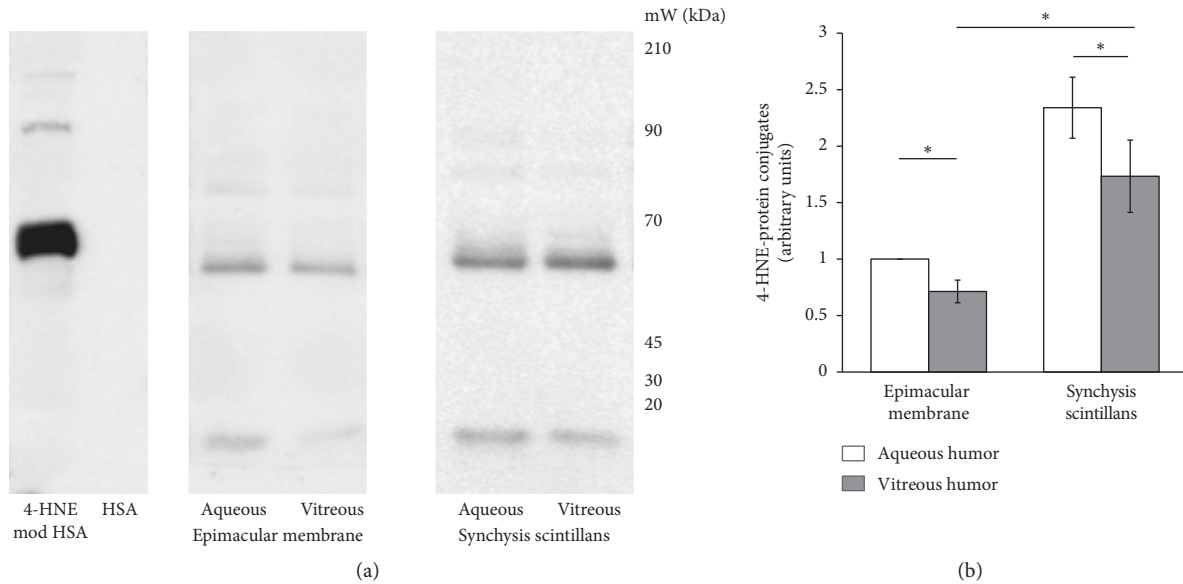 mW (kDa)
210
90
70
45
30
20
4-HNE
mod HSA
HSA
Aqueous Vitreous
Epimacular membrane
Aqueous Vitreous
Synchysis scintillans
(a)
4-HNE-protein conjugates
(arbitrary units)
3
2.5
2
1.5
1
0.5
0
*
*
*
Epimacular
membrane
Synchysis
scintillans
Aqueous humor
Vitreous humor
(b)